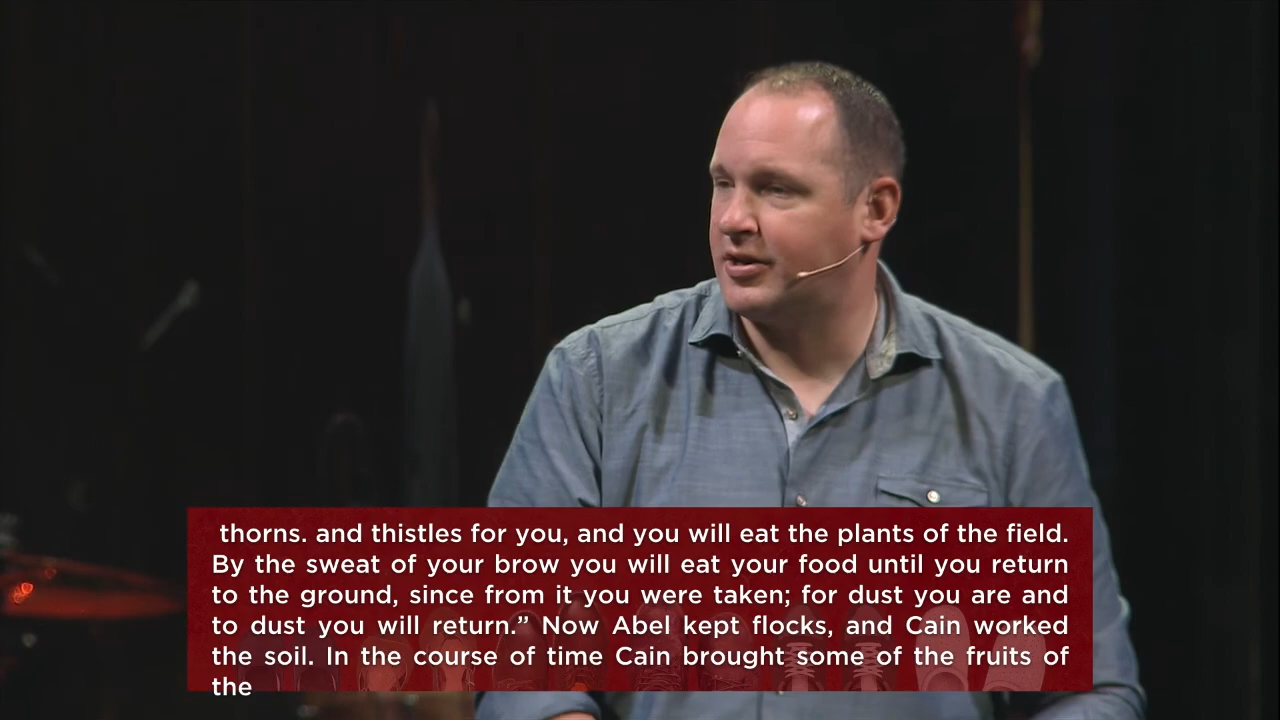 thorns. and thistles for you, and you will eat the plants of the field.
By the sweat of your brow you will eat your food until you return
to the ground, since from it you were taken; for dust you are and
to dust you will return.” Now Abel kept flocks, and Cain worked
the soil. In the course of time Cain brought some of the fruits of
the